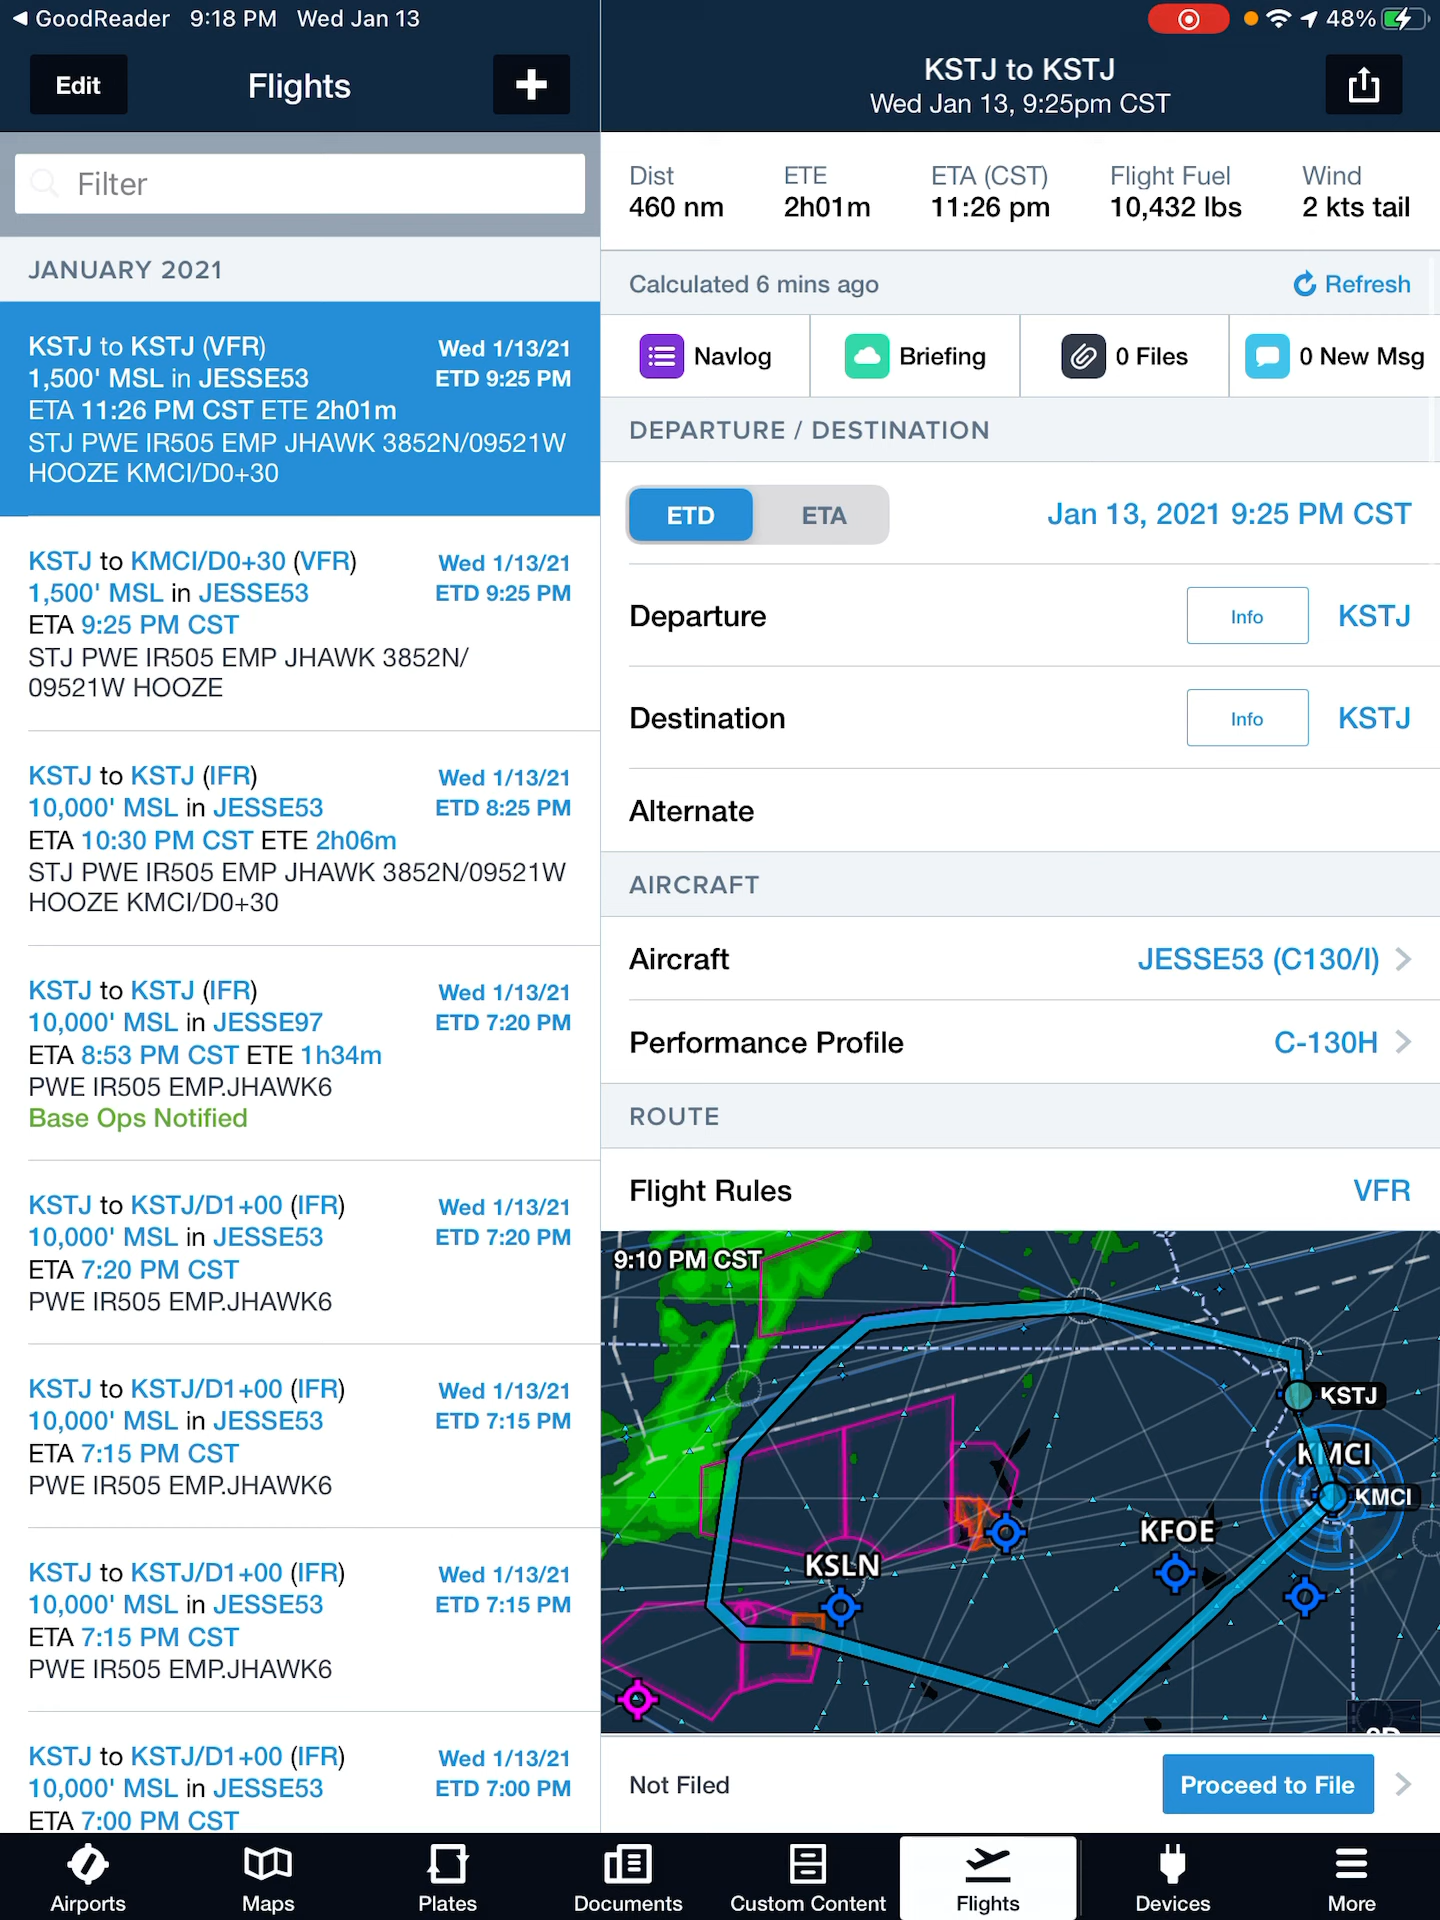 GoodReader 9:18 PM Wed Jan 13
48%
Edit
Flights
KSTJ to KSTJ
Wed Jan 13, 9:25pm CST
Filter
JANUARY 2021
KSTJ to KSTJ (VFR)
Wed 1/13/21
1,500' MSL in JESSE53
ETD 9:25 PM
ETA 11:26 PM CST ETE 2h01m
STJ PWE IR505 EMP JHAWK 3852N/09521W
HOOZE KMCI/D0+30
KSTJ to KMCI/D0+30 (VFR)
Wed 1/13/21
1,500' MSL in JESSE53
ETD 9:25 PM
ETA 9:25 PM CST
STJ PWE IR505 EMP JHAWK 3852N/
09521W HOOZE
KSTJ to KSTJ (IFR)
Wed 1/13/21
10,000' MSL in JESSE53
ETD 8:25 PM
ETA 10:30 PM CST ETE 2h06m
STJ PWE IR505 EMP JHAWK 3852N/09521W
HOOZE KMCI/D0+30
KSTJ to KSTJ (IFR)
Wed 1/13/21
10,000' MSL in JESSE97
ETD 7:20 PM
ETA 8:53 PM CST ETE 1h34m
PWE IR505 EMP.JHAWK6
Base Ops Notified
KSTJ to KSTJ/D1+00 (IFR)
Wed 1/13/21
10,000' MSL in JESSE53
ETD 7:20 PM
ETA 7:20 PM CST
PWE IR505 EMP.JHAWK6
KSTJ to KSTJ/D1+00 (IFR)
Wed 1/13/21
10,000' MSL in JESSE53
ETD 7:15 PM
ETA 7:15 PM CST
PWE IR505 EMP.JHAWK6
KSTJ to KSTJ/D1+00 (IFR)
Wed 1/13/21
10,000' MSL in JESSE53
ETD 7:15 PM
ETA 7:15 PM CST
PWE IR505 EMP.JHAWK6
KSTJ to KSTJ/D1+00 (IFR)
Wed 1/13/21
10,000' MSL in JESSE53
ETD 7:00 PM
ETA 7:00 PM CST
Dist ETE ETA (CST) Flight Fuel Wind
460 nm 2h01m 11:26 pm 10,432 lbs 2 kts tail
Calculated 6 mins ago
Refresh
Navlog Briefing 0 Files 0 New Msg
DEPARTURE / DESTINATION
ETD ETA Jan 13, 2021 9:25 PM CST
Departure Info KSTJ
Destination Info KSTJ
Alternate
AIRCRAFT
Aircraft JESSE53 (C130/I)
Performance Profile C-130H
ROUTE
Flight Rules VFR
9:10 PM CST
KSTJ
KMCI
KMCI
KFOE
KSLN
Not Filed
Proceed to File
Airports Maps Plates Documents Custom Content Flights Devices More